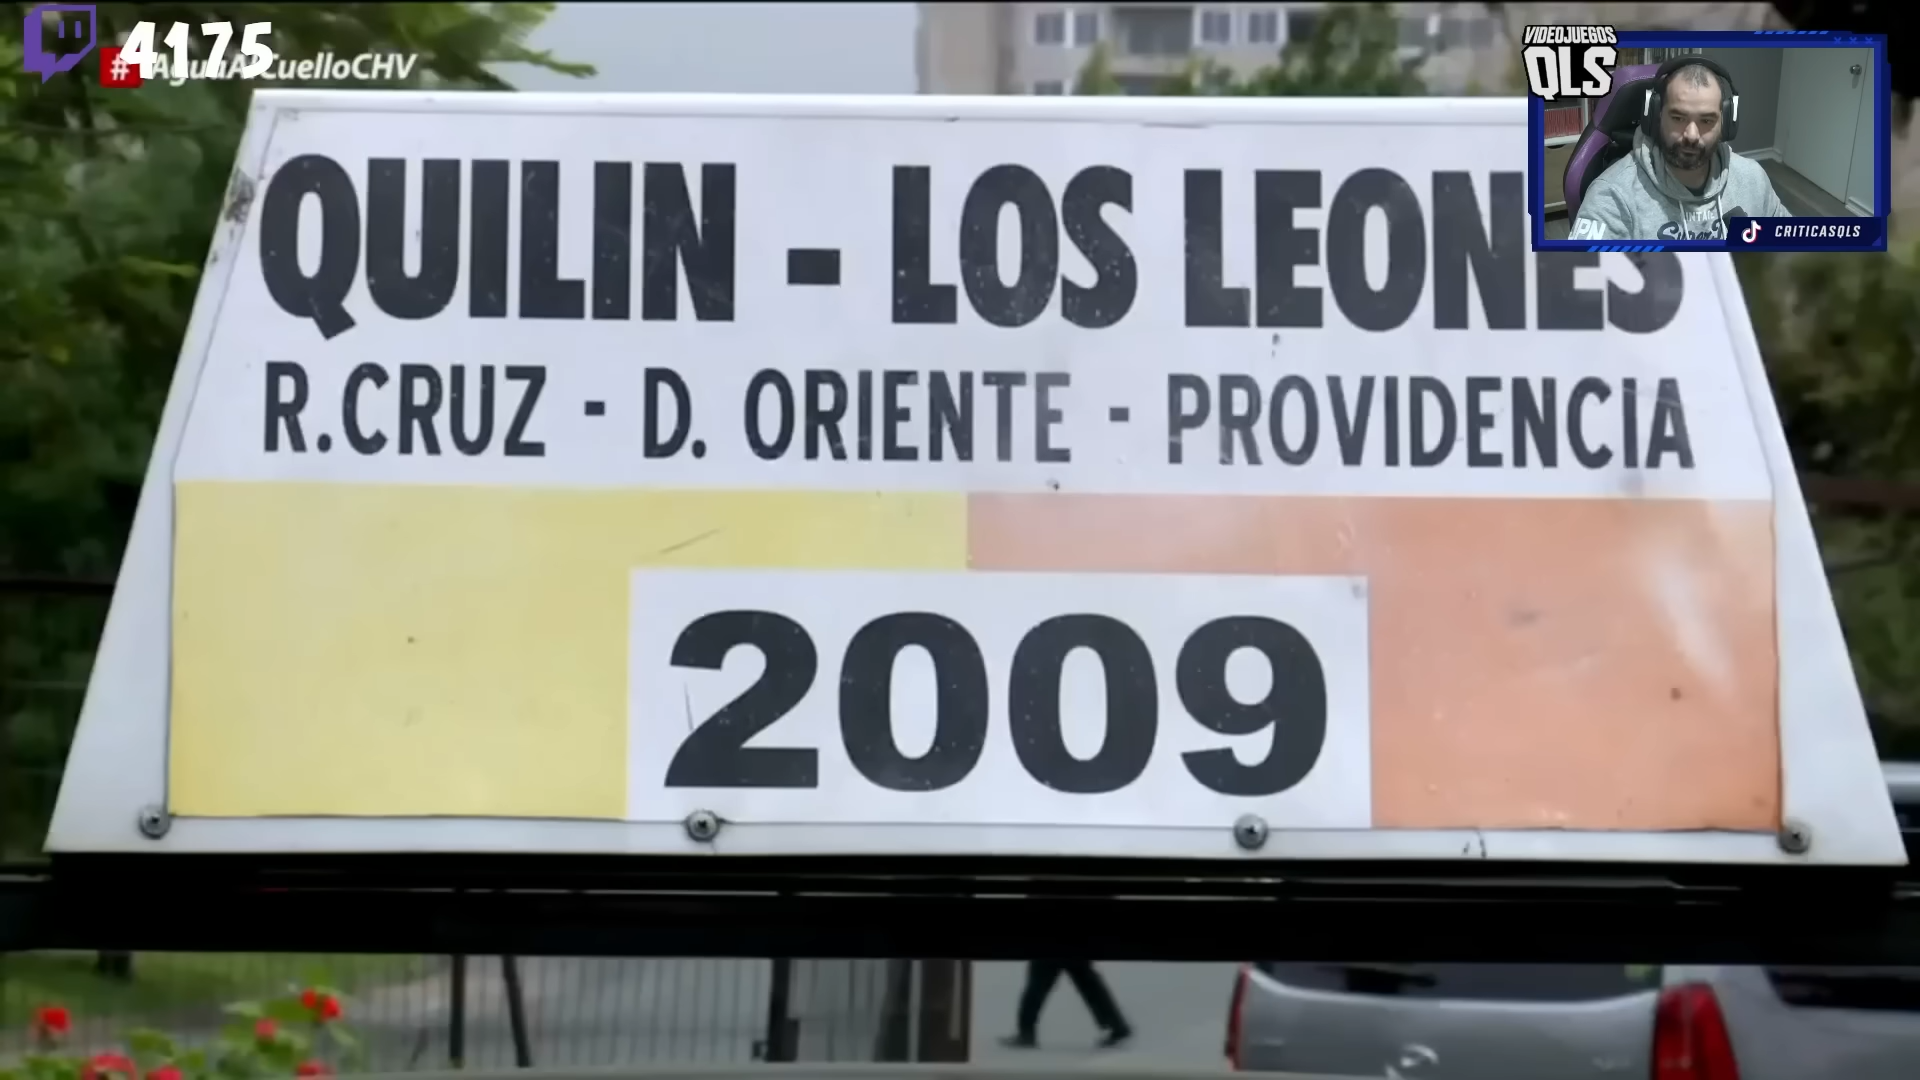 4175
VIDEOJUEGOS
QLS
QUILIN - LOS LEONES
R.CRUZ - D. ORIENTE - PROVIDENCIA
CRITICASQLS
2009